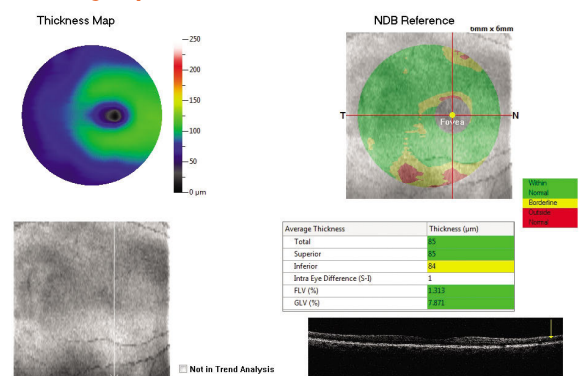 Thickness Map
NDB Reference
6mm x 6mm
250
200
150
100
50
0 µm
T
N
Fovea
Within
Normal
Borderline
Outside
Normal
Average Thickness Thickness (µm)
Total 85
Superior 85
Inferior 84
Intra Eye Difference (S-I) 1
FLV (%) 1.313
GLV (%) 7.871
Not in Trend Analysis